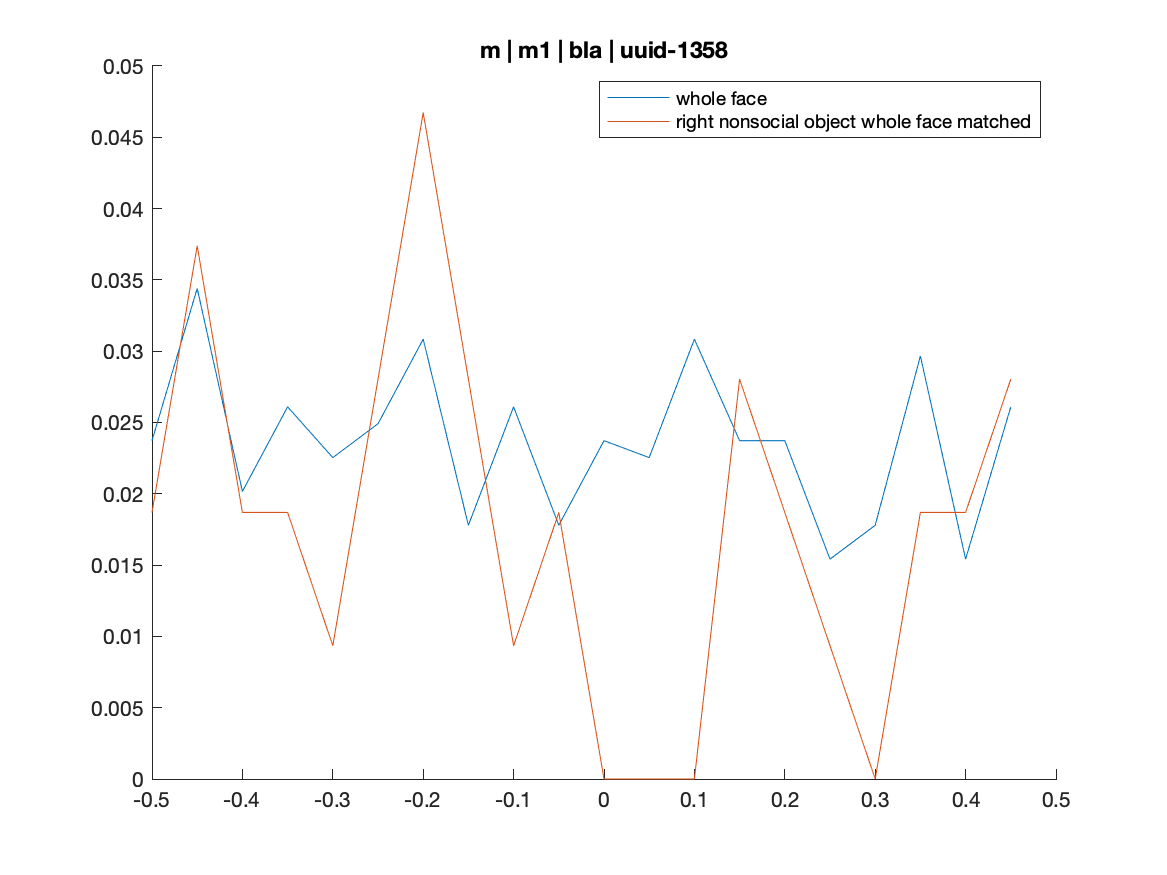 m | m1 | bla | uuid-1358
whole face
right nonsocial object whole face matched
0.05
0.045
0.04
0.035
0.03
0.025
0.02
0.015
0.01
0.005
0
-0.5 -0.4 -0.3 -0.2 -0.1 0 0.1 0.2 0.3 0.4 0.5